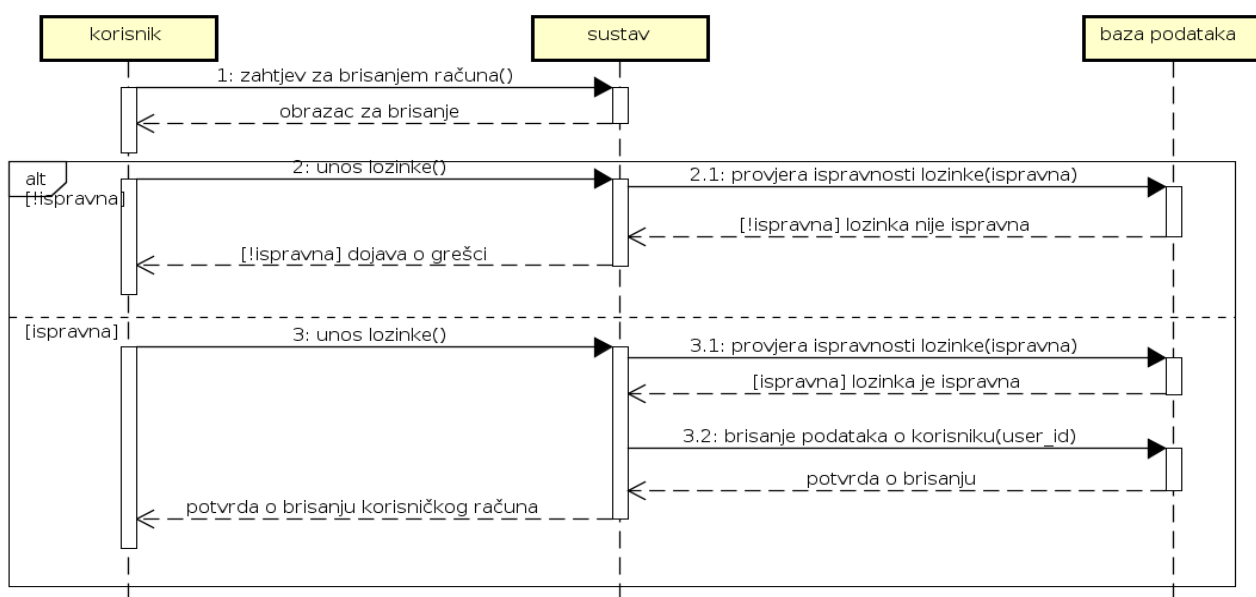 korisnik
sustav
baza podataka
1: zahtjev za brisanjem računa()
obrazac za brisanje
alt
[!ispravna]
2: unos lozinke()
2.1: provjera ispravnosti lozinke(ispravna)
[!ispravna] lozinka nije ispravna
[!ispravna] dojava o grešci
[ispravna]
3: unos lozinke()
3.1: provjera ispravnosti lozinke(ispravna)
[ispravna] lozinka je ispravna
3.2: brisanje podataka o korisniku(user_id)
potvrda o brisanju
potvrda o brisanju korisničkog računa